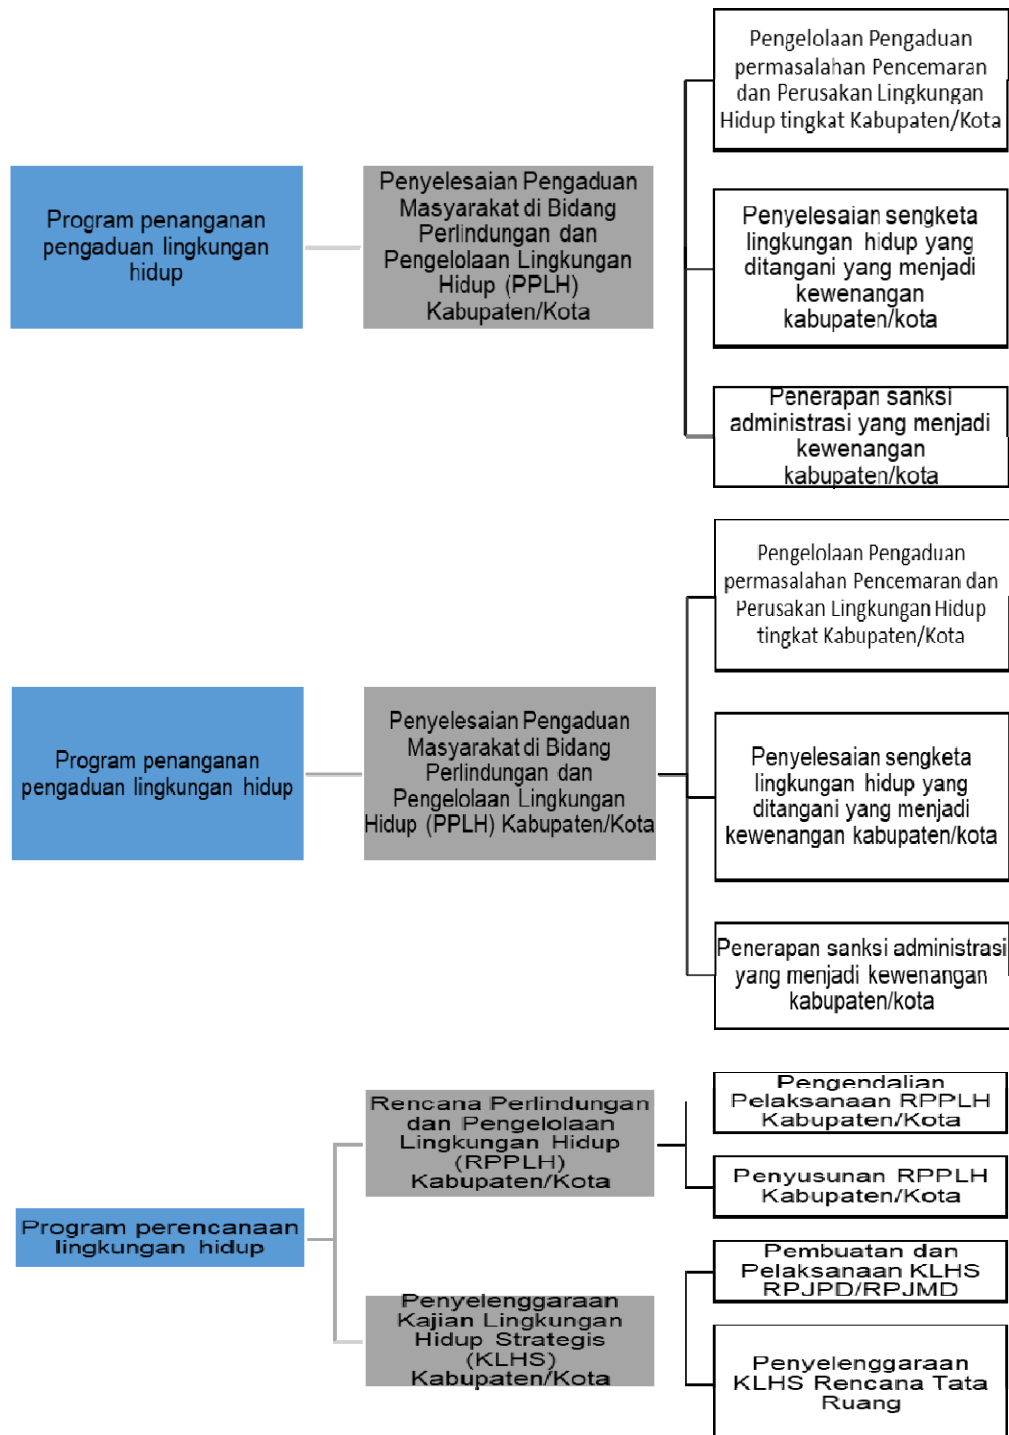 Program penanganan
pengaduan lingkungan
hidup
Penyelesaian Pengaduan
Masyarakat di Bidang
Perlindungan dan
Pengelolaan Lingkungan
Hidup (PPLH)
Kabupaten/Kota
Pengelolaan Pengaduan
permasalahan Pencemaran
dan Perusakan Lingkungan
Hidup tingkat Kabupaten/Kota
Penyelesaian sengketa
lingkungan hidup yang
ditangani yang menjadi
kewenangan
kabupaten/kota
Penerapan sanksi
administrasi yang menjadi
kewenangan
kabupaten/kota
Program penanganan
pengaduan lingkungan hidup
Penyelesaian Pengaduan
Masyarakat di Bidang
Perlindungan dan
Pengelolaan Lingkungan
Hidup (PPLH) Kabupaten/Kota
Pengelolaan Pengaduan
permasalahan Pencemaran dan
Perusakan Lingkungan Hidup
tingkat Kabupaten/Kota
Penyelesaian sengketa
lingkungan hidup yang
ditangani yang menjadi
kewenangan kabupaten/kota
Penerapan sanksi administrasi
yang menjadi kewenangan
kabupaten/kota
Program perencanaan
lingkungan hidup
Rencana Perlindungan
dan Pengelolaan
Lingkungan Hidup
(RPPLH)
Kabupaten/Kota
Pengendalian
Pelaksanaan RPPLH
Kabupaten/Kota
Penyusunan RPPLH
Kabupaten/Kota
Penyelenggaraan
Kajian Lingkungan
Hidup Strategis
(KLHS)
Kabupaten/Kota
Pembuatan dan
Pelaksanaan KLHS
RPJPD/RPJMD
Penyelenggaraan
KLHS Rencana Tata
Ruang